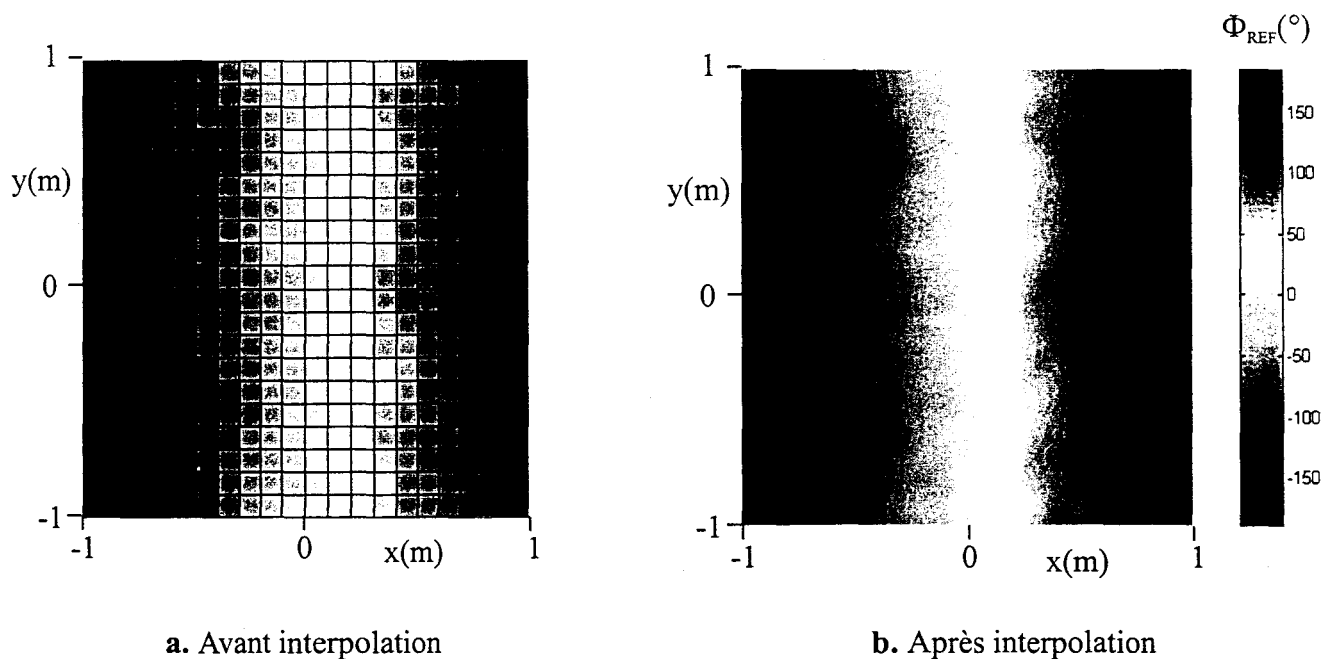 Φ_REF(°)
1
y(m)
0
-1
-1
0
x(m)
1
1
y(m)
0
-1
-1
0
x(m)
1
150
100
50
0
-50
-100
-150
a. Avant interpolation
b. Après interpolation